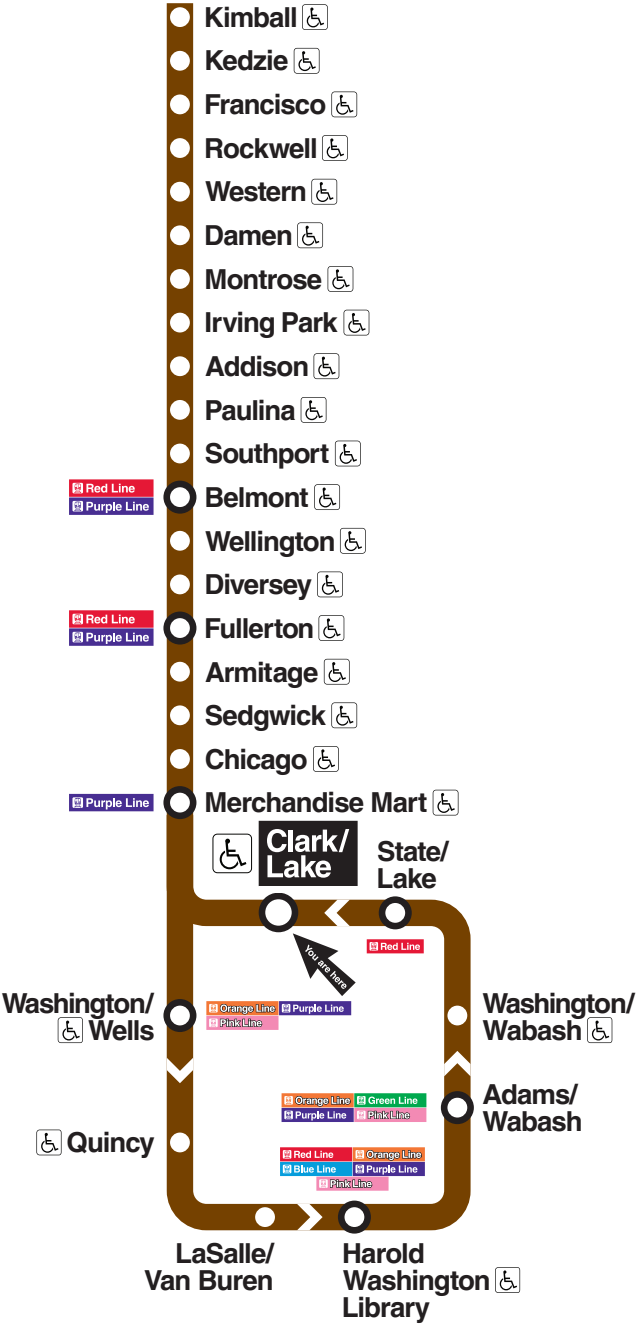 Kimball
Kedzie
Francisco
Rockwell
Western
Damen
Montrose
Irving Park
Addison
Paulina
Southport
Red Line
Purple Line
Belmont
Wellington
Diversey
Red Line
Purple Line
Fullerton
Armitage
Sedgwick
Chicago
Purple Line
Merchandise Mart
Clark/
Lake
State/
Lake
Red Line
You are here
Washington/
Wells
Orange Line Purple Line
Pink Line
Washington/
Wabash
Orange Line Green Line
Purple Line Pink Line
Adams/
Wabash
Quincy
Red Line Orange Line
Blue Line Purple Line
Pink Line
LaSalle/
Van Buren
Harold
Washington
Library